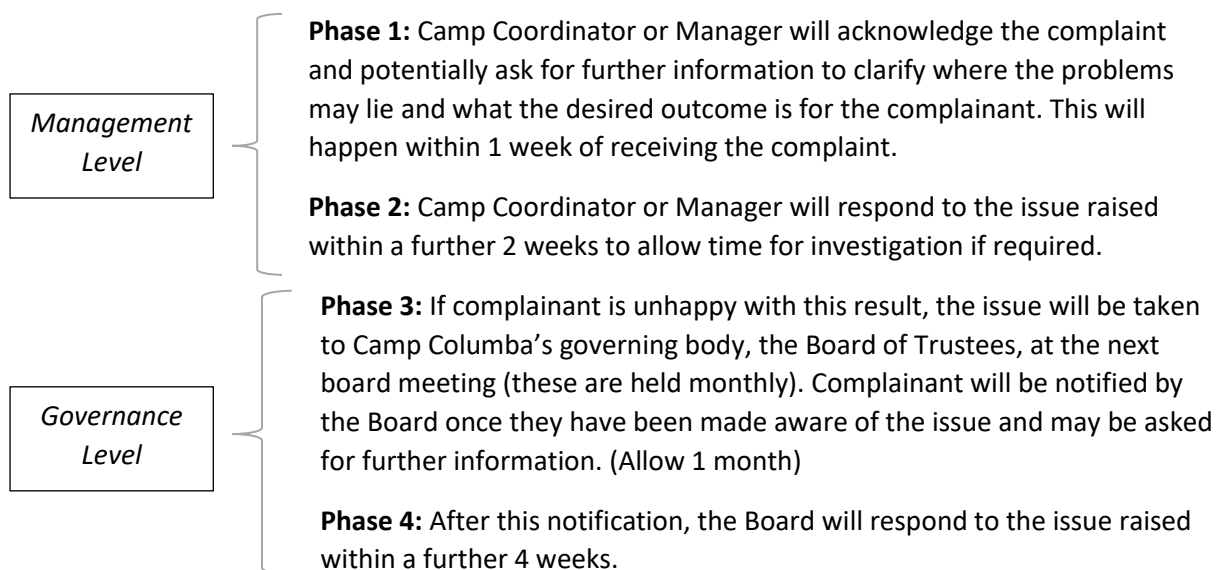 Management
Level
Phase 1: Camp Coordinator or Manager will acknowledge the complaint
and potentially ask for further information to clarify where the problems
may lie and what the desired outcome is for the complainant. This will
happen within 1 week of receiving the complaint.
Phase 2: Camp Coordinator or Manager will respond to the issue raised
within a further 2 weeks to allow time for investigation if required.
Governance
Level
Phase 3: If complainant is unhappy with this result, the issue will be taken
to Camp Columba’s governing body, the Board of Trustees, at the next
board meeting (these are held monthly). Complainant will be notified by
the Board once they have been made aware of the issue and may be asked
for further information. (Allow 1 month)
Phase 4: After this notification, the Board will respond to the issue raised
within a further 4 weeks.